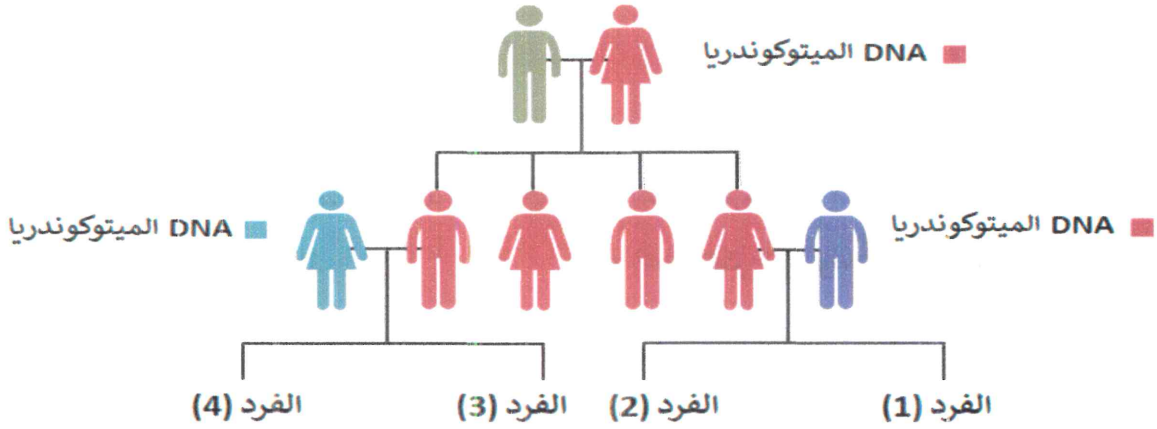 DNA الميتوكوندريا
DNA الميتوكوندريا
DNA الميتوكوندريا
الفرد (1)
الفرد (2)
الفرد (3)
الفرد (4)